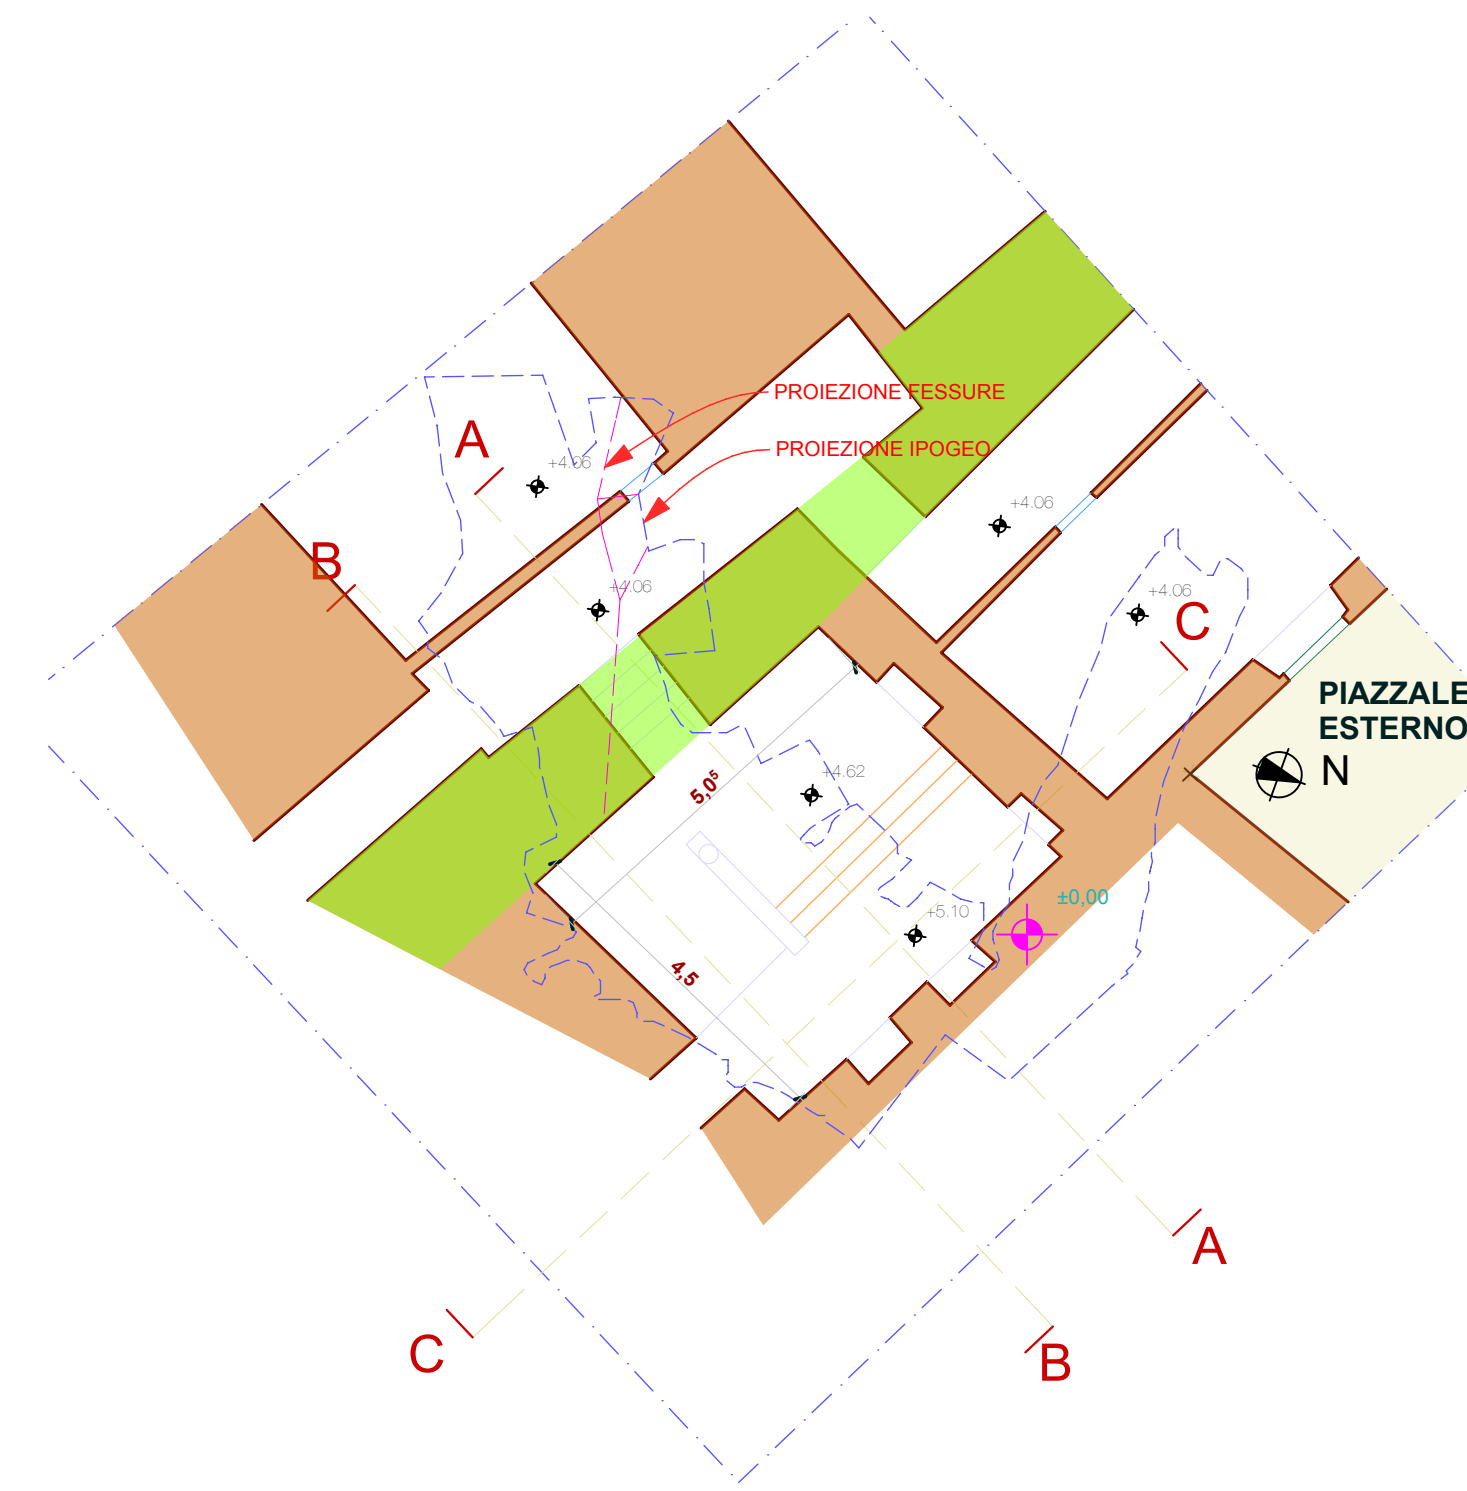 PROIEZIONE FESSURE
PROIEZIONE IPOGEO
A
+4.06
+4.06
B
+4.06
+4.06
C
PIAZZALE
ESTERNO
N
5,0⁵
+4.62
±0,00
+5.10
4,5
A
C
B